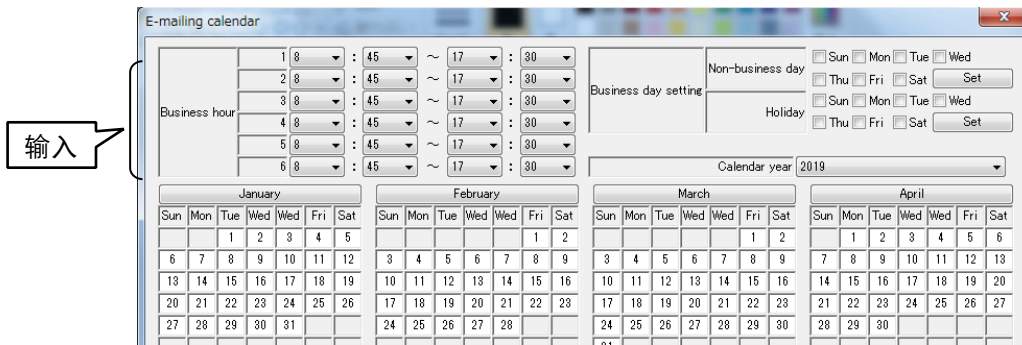 E-mailing calendar
输入
Business hour
1 8 : 45 ~ 17 : 30
2 8 : 45 ~ 17 : 30
3 8 : 45 ~ 17 : 30
4 8 : 45 ~ 17 : 30
5 8 : 45 ~ 17 : 30
6 8 : 45 ~ 17 : 30
Business day setting
Non-business day
Sun Mon Tue Wed
Thu Fri Sat Set
Holiday
Sun Mon Tue Wed
Thu Fri Sat Set
Calendar year 2019
January
Sun Mon Tue Wed Wed Fri Sat
1 2 3 4 5
6 7 8 9 10 11 12
13 14 15 16 17 18 19
20 21 22 23 24 25 26
27 28 29 30 31
February
Sun Mon Tue Wed Wed Fri Sat
1 2
3 4 5 6 7 8 9
10 11 12 13 14 15 16
17 18 19 20 21 22 23
24 25 26 27 28
March
Sun Mon Tue Wed Wed Fri Sat
1 2
3 4 5 6 7 8 9
10 11 12 13 14 15 16
17 18 19 20 21 22 23
24 25 26 27 28 29 30
April
Sun Mon Tue Wed Wed Fri Sat
1 2 3 4 5 6
7 8 9 10 11 12 13
14 15 16 17 18 19 20
21 22 23 24 25 26 27
28 29 30